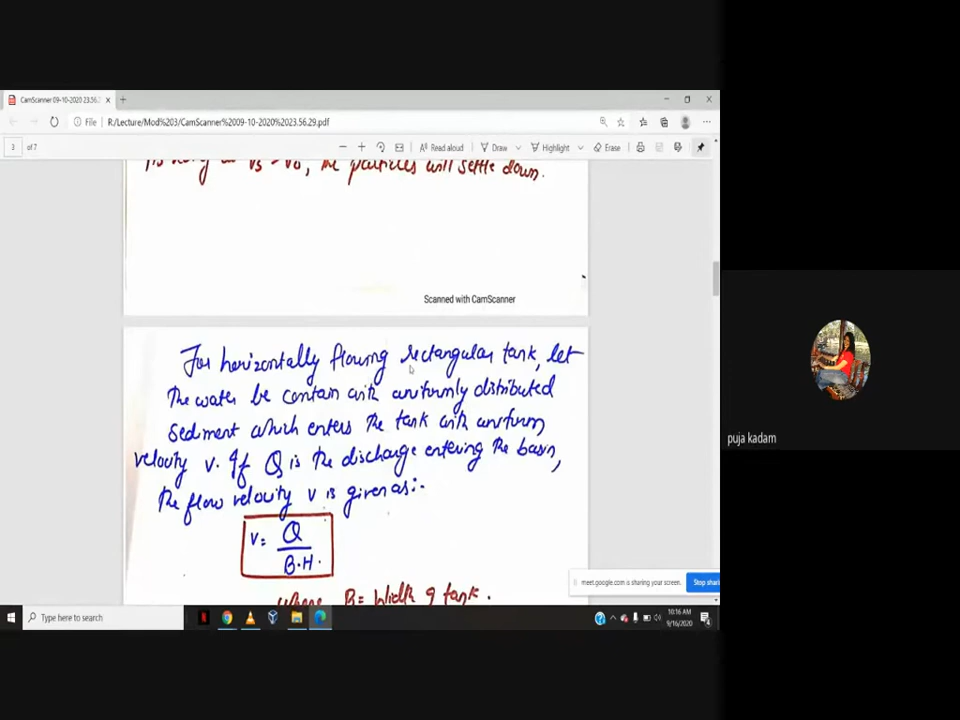 CamScanner 09-10-2020 23.56.2
File R:/Lecture/Mod%203/CamScanner%2009-10-2020%2023.56.29.pdf
3 of 7 Read aloud Draw Highlight Erase
the particles will settle down.
Scanned with CamScanner
For horizontally flowing rectangular tank, let
the water be contain with uniformly distributed
sediment which enters the tank with uniform
velocity v. If Q is the discharge entering the basin,
the flow velocity v is given as:-
V = Q / B·H.
where B = Width of tank.
meet.google.com is sharing your screen. Stop shari
puja kadam
Type here to search
10:16 AM
9/16/2020